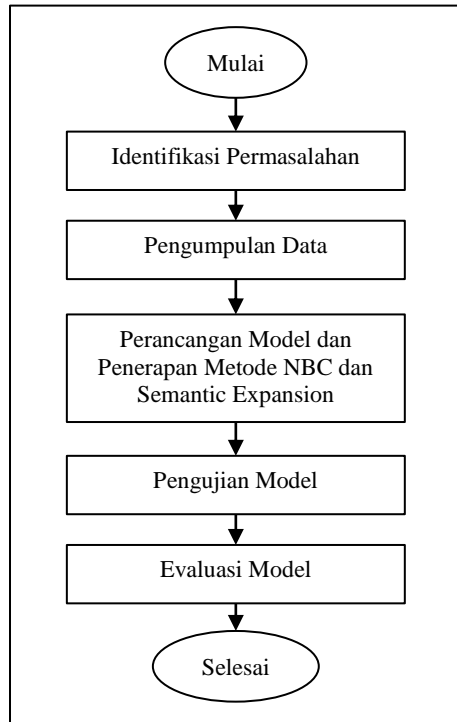 Mulai
Identifikasi Permasalahan
Pengumpulan Data
Perancangan Model dan
Penerapan Metode NBC dan
Semantic Expansion
Pengujian Model
Evaluasi Model
Selesai